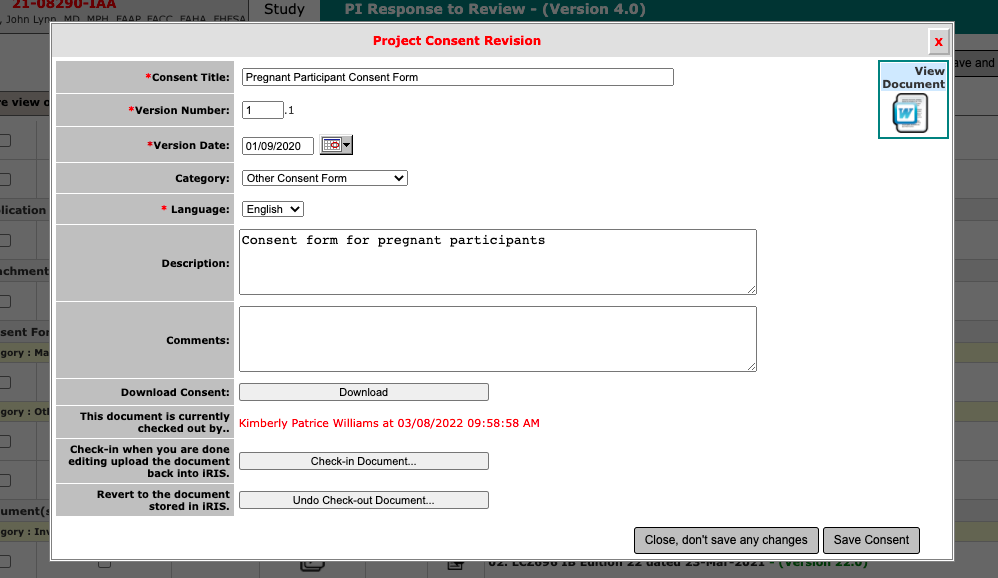 21-08290-IAA
, John Lynn, MD, MPH, FAAP, FACC, FAHA, FHFSA
Study
PI Response to Review - (Version 4.0)
Project Consent Revision
X
ave and
re view o
View
Document
*Consent Title:
Pregnant Participant Consent Form
*Version Number:
1 .1
*Version Date:
01/09/2020
Category:
Other Consent Form
* Language:
English
lication
Description:
Consent form for pregnant participants
chment
sent For
gory : Ma
Comments:
Download Consent:
Download
gory : Oth
This document is currently
checked out by..
Kimberly Patrice Williams at 03/08/2022 09:58:58 AM
Check-in when you are done
editing upload the document
back into iRIS.
Check-in Document...
Revert to the document
stored in iRIS.
Undo Check-out Document...
ument(s
gory : Inv
Close, don't save any changes
Save Consent
02. LC2696 IB Edition 22 dated 23-Mar-2021 - (Version 22.0)